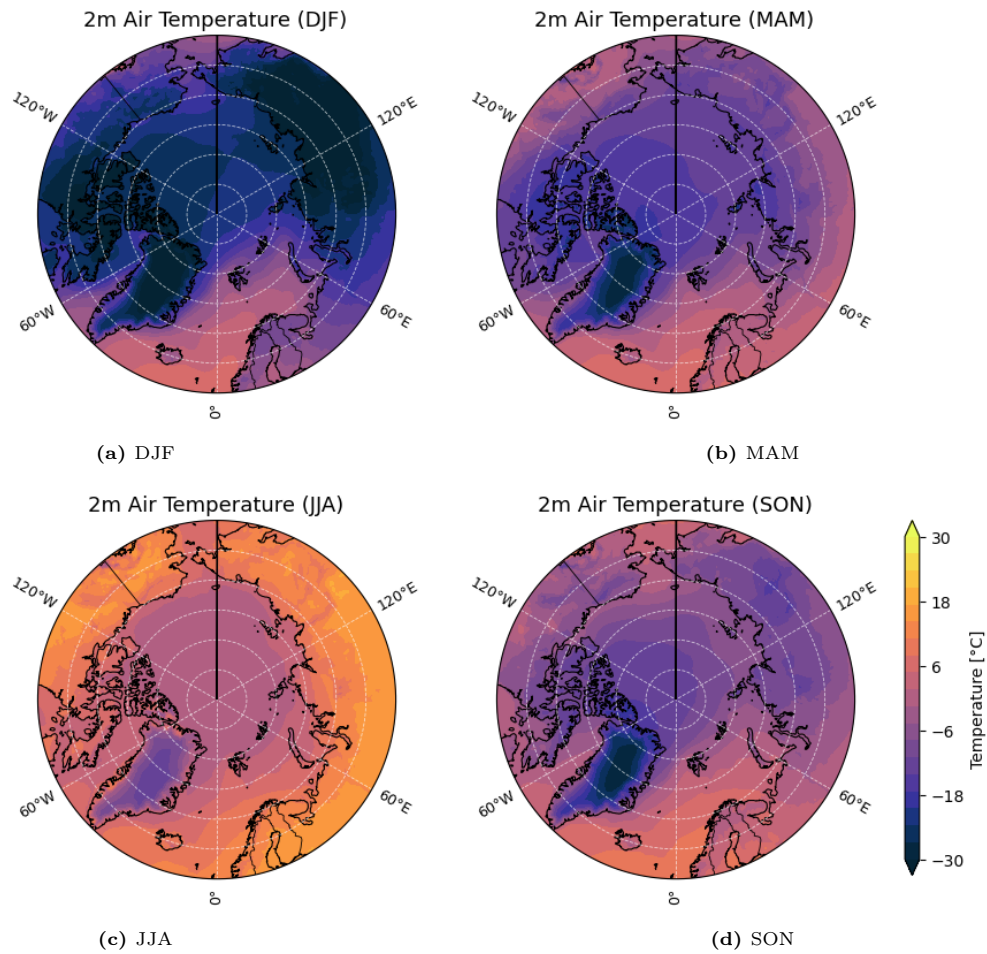 2m Air Temperature (DJF)
2m Air Temperature (MAM)
120°W
120°E
60°W
60°E
0°
120°W
120°E
60°W
60°E
0°
(a) DJF
(b) MAM
2m Air Temperature (JJA)
2m Air Temperature (SON)
120°W
120°E
60°W
60°E
0°
120°W
120°E
60°W
60°E
0°
30
18
6
−6
−18
−30
Temperature [°C]
(c) JJA
(d) SON